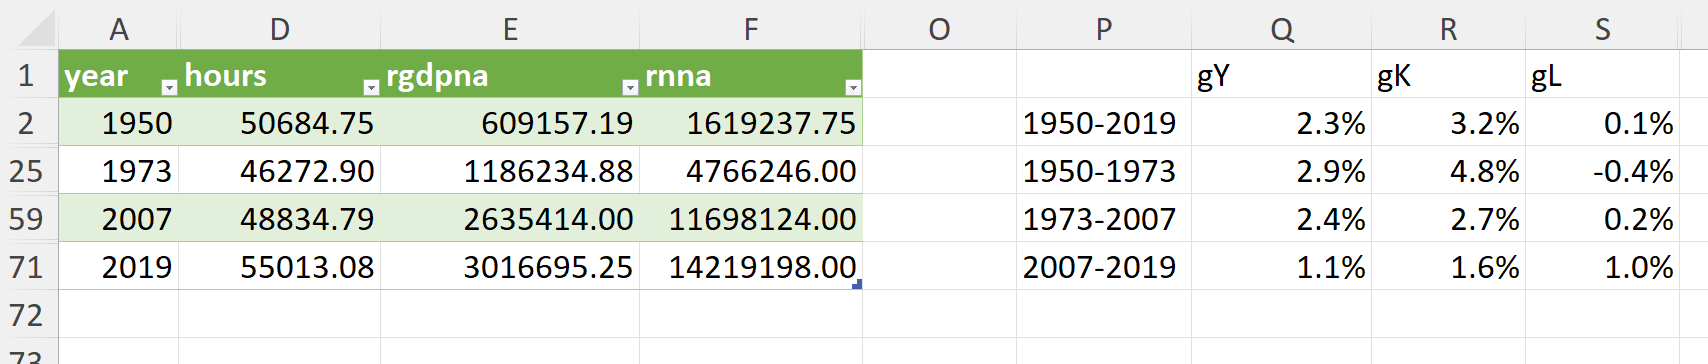 A D E F O P Q R S
1 year hours rgdpna rnna gY gK gL
2 1950 50684.75 609157.19 1619237.75 1950-2019 2.3% 3.2% 0.1%
25 1973 46272.90 1186234.88 4766246.00 1950-1973 2.9% 4.8% -0.4%
59 2007 48834.79 2635414.00 11698124.00 1973-2007 2.4% 2.7% 0.2%
71 2019 55013.08 3016695.25 14219198.00 2007-2019 1.1% 1.6% 1.0%
72
73